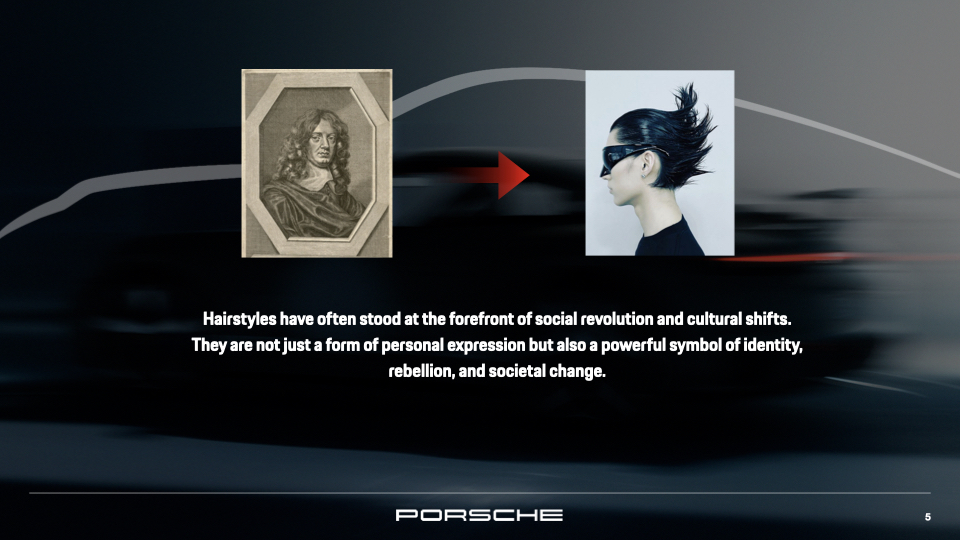 Hairstyles have often stood at the forefront of social revolution and cultural shifts.
They are not just a form of personal expression but also a powerful symbol of identity,
rebellion, and societal change.
PORSCHE
5